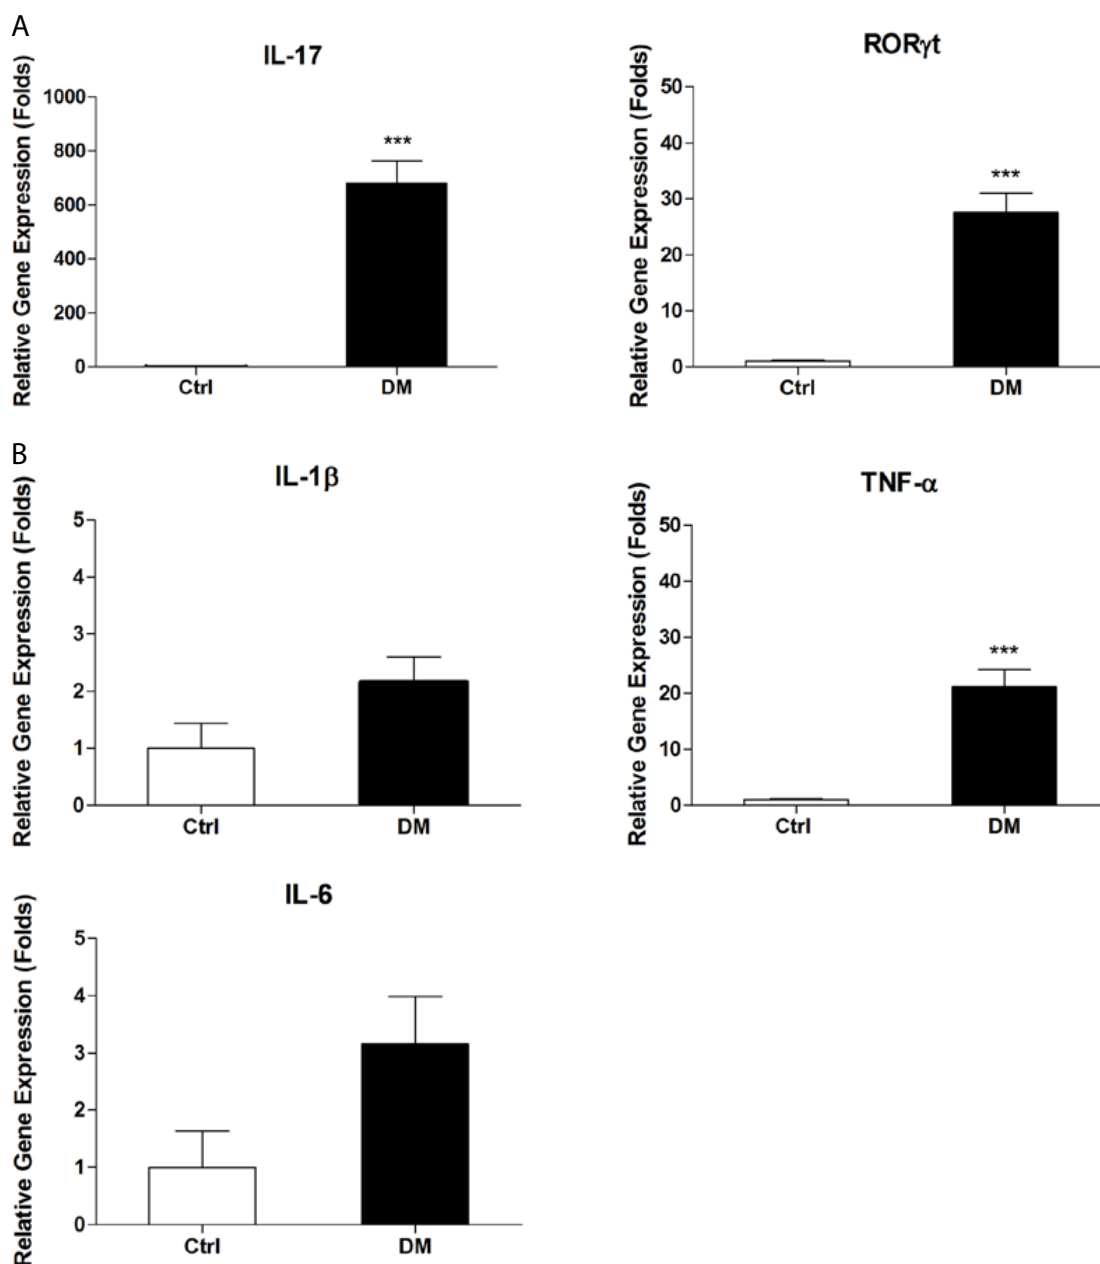 A
IL-17
Relative Gene Expression (Folds)
1000
800
600
400
200
0
***
Ctrl
DM
RORγt
Relative Gene Expression (Folds)
50
40
30
20
10
0
***
Ctrl
DM
B
IL-1β
Relative Gene Expression (Folds)
5
4
3
2
1
0
Ctrl
DM
TNF-α
Relative Gene Expression (Folds)
50
40
30
20
10
0
***
Ctrl
DM
IL-6
Relative Gene Expression (Folds)
5
4
3
2
1
0
Ctrl
DM